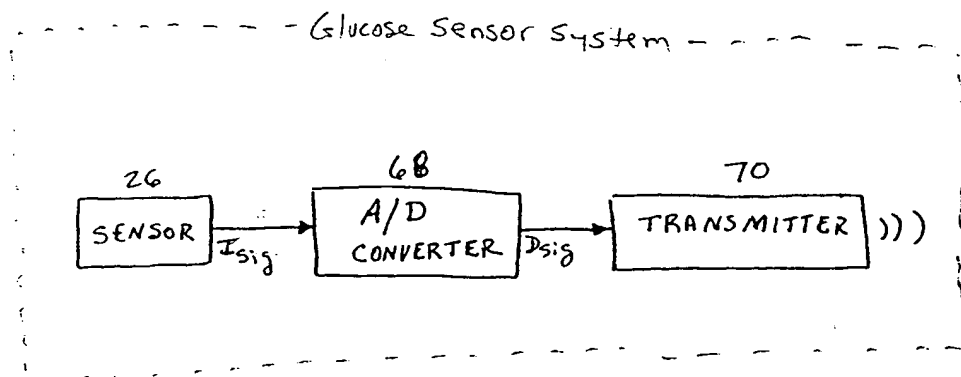 Glucose Sensor System
26
68
70
SENSOR
Isig
A/D
CONVERTER
Dsig
TRANSMITTER )))